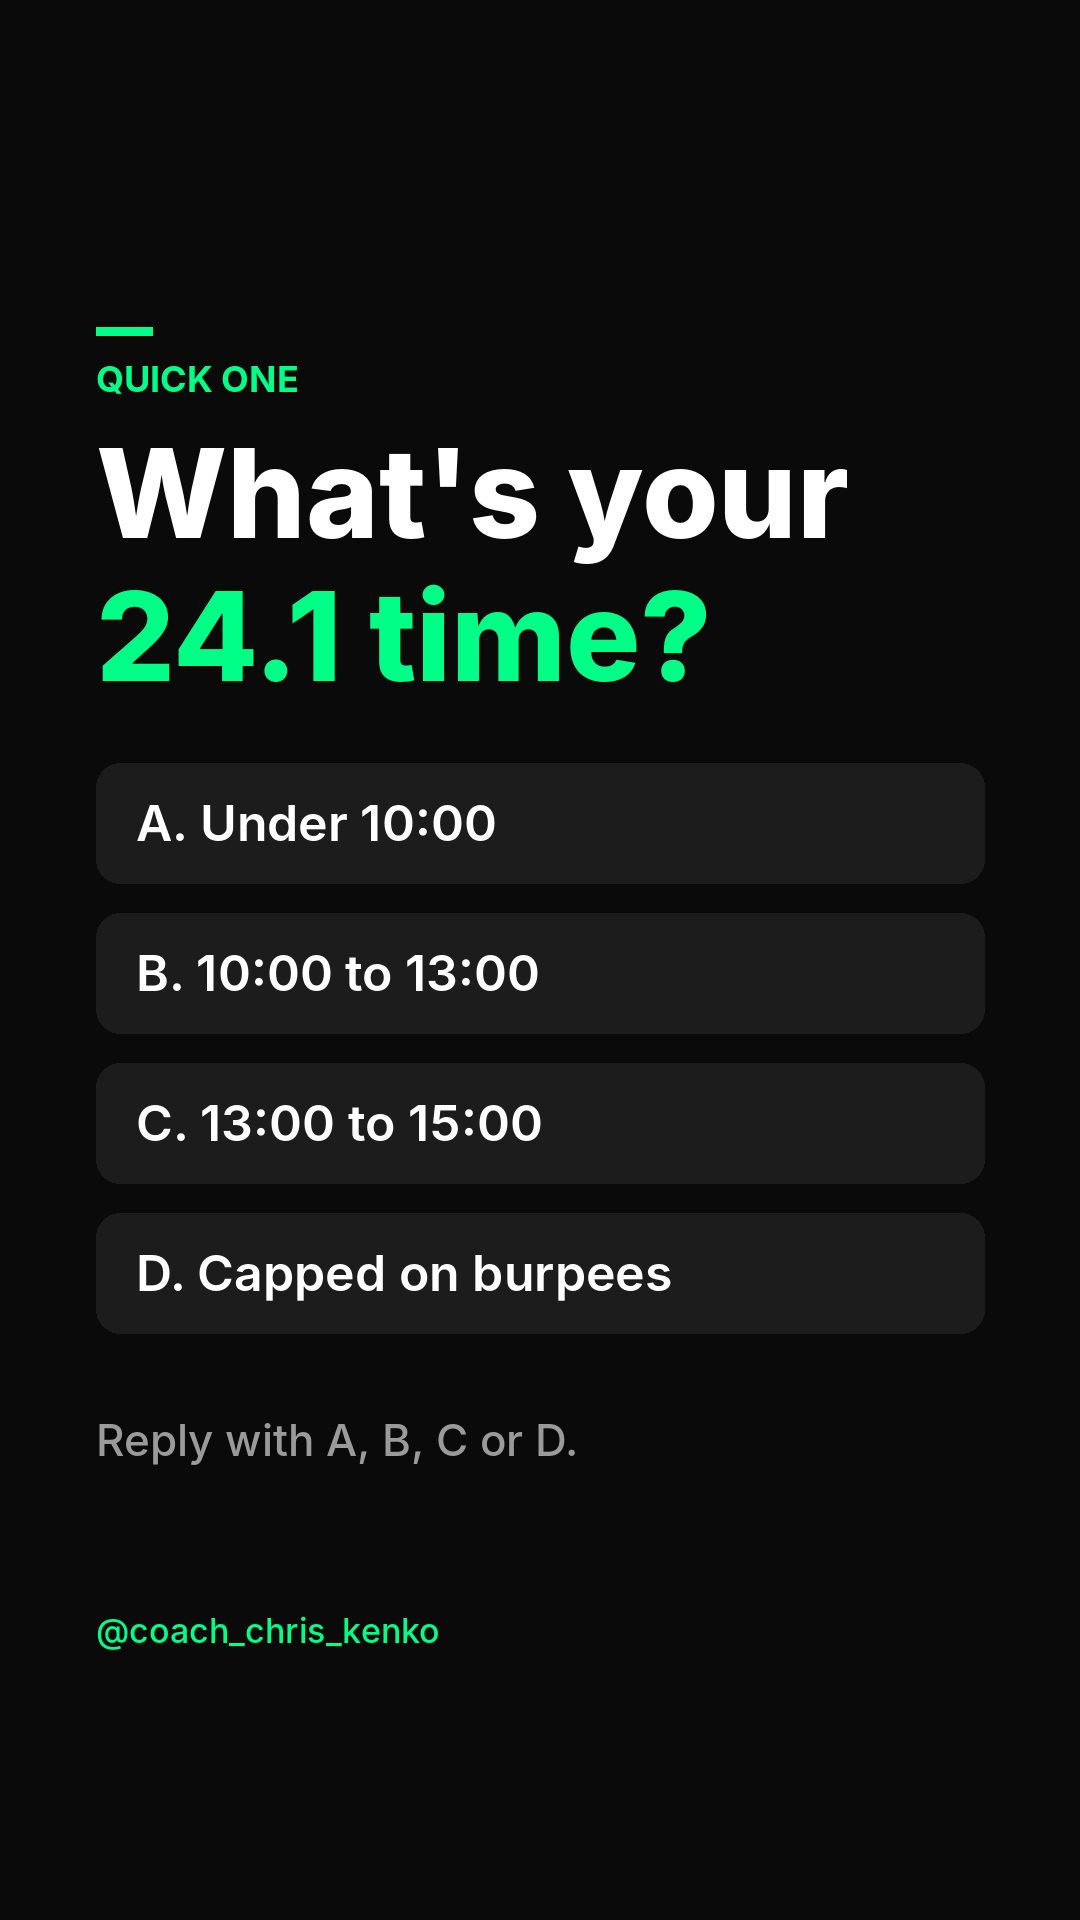 QUICK ONE
What's your
24.1 time?
A. Under 10:00
B. 10:00 to 13:00
C. 13:00 to 15:00
D. Capped on burpees
Reply with A, B, C or D.
@coach_chris_kenko